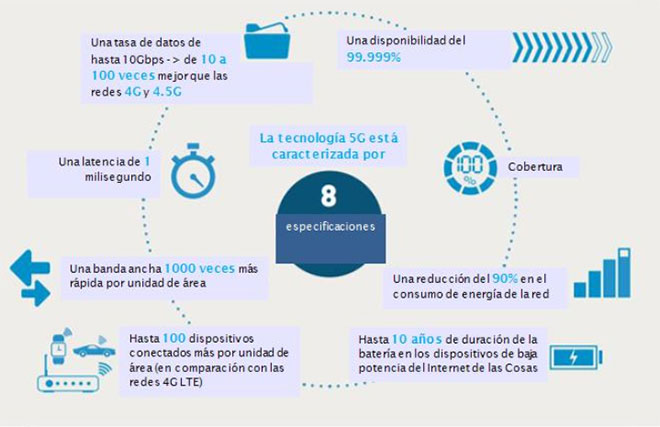 Una tasa de datos de
hasta 10Gbps -> de 10 a
100 veces mejor que las
redes 4G y 4.5G
Una disponibilidad del
99.999%
La tecnología 5G está
caracterizada por
8
especificaciones
Una latencia de 1
milisegundo
100
%
Cobertura
Una banda ancha 1000 veces más
rápida por unidad de área
Una reducción del 90% en el
consumo de energía de la red
Hasta 100 dispositivos
conectados más por unidad de
área (en comparación con las
redes 4G LTE)
Hasta 10 años de duración de la
batería en los dispositivos de baja
potencia del Internet de las Cosas